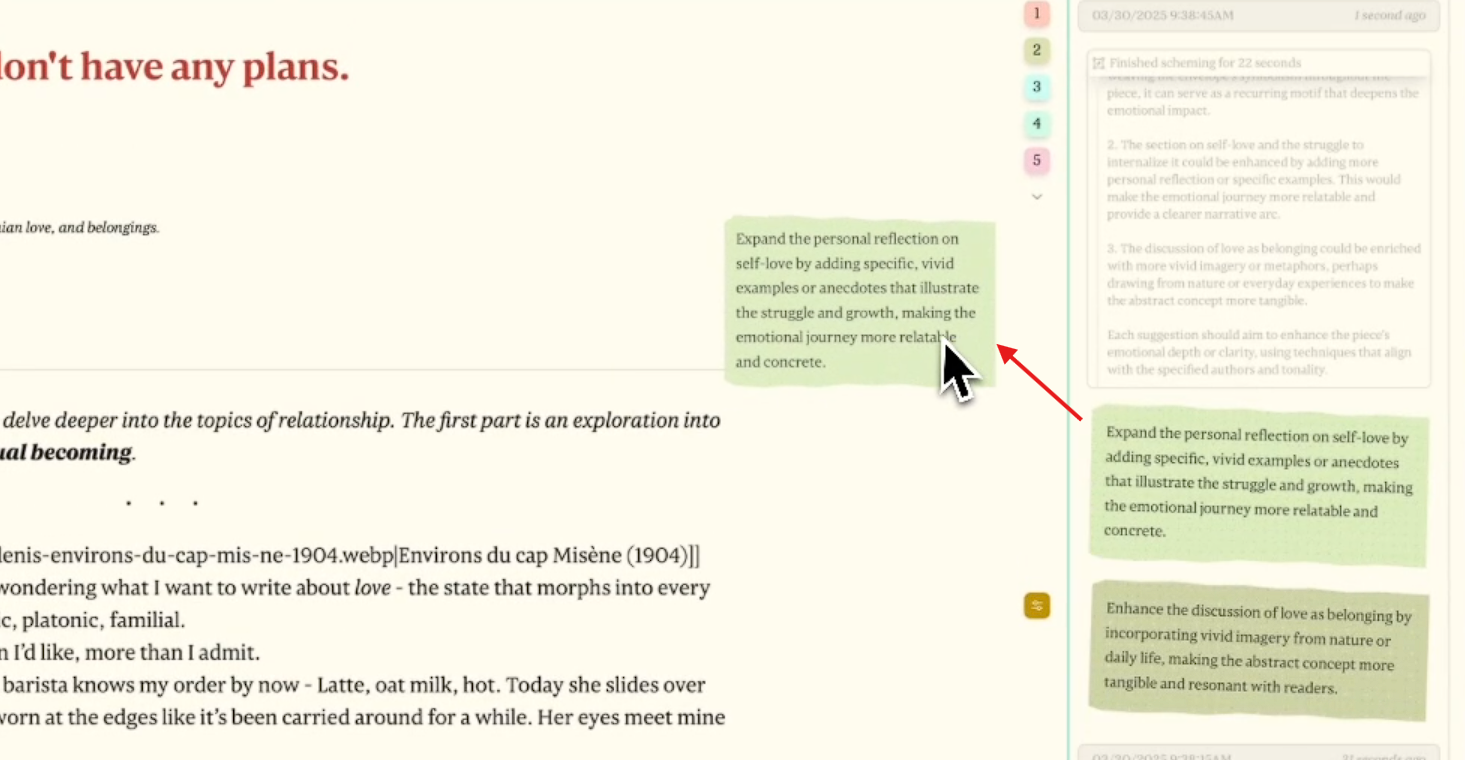 on't have any plans.
ian love, and belongings.
delve deeper into the topics of relationship. The first part is an exploration into
ual becoming.
. . .
lenis-environs-du-cap-mis-ne-1904.webp|Environs du cap Misène (1904)]]
wondering what I want to write about love - the state that morphs into every
c, platonic, familial.
n I'd like, more than I admit.
barista knows my order by now - Latte, oat milk, hot. Today she slides over
worn at the edges like it's been carried around for a while. Her eyes meet mine
Expand the personal reflection on
self-love by adding specific, vivid
examples or anecdotes that illustrate
the struggle and growth, making the
emotional journey more relatable
and concrete.
1
2
3
4
5
03/30/2025 9:38:45AM 1 second ago
Finished scheming for 22 seconds
weaving the envelope's symbolism throughout the
piece, it can serve as a recurring motif that deepens the
emotional impact.
2. The section on self-love and the struggle to
internalize it could be enhanced by adding more
personal reflection or specific examples. This would
make the emotional journey more relatable and
provide a clearer narrative arc.
3. The discussion of love as belonging could be enriched
with more vivid imagery or metaphors, perhaps
drawing from nature or everyday experiences to make
the abstract concept more tangible.
Each suggestion should aim to enhance the piece's
emotional depth or clarity, using techniques that align
with the specified authors and tonality.
Expand the personal reflection on self-love by
adding specific, vivid examples or anecdotes
that illustrate the struggle and growth, making
the emotional journey more relatable and
concrete.
Enhance the discussion of love as belonging by
incorporating vivid imagery from nature or
daily life, making the abstract concept more
tangible and resonant with readers.
03/30/2025 9:38:15AM 31 seconds ago